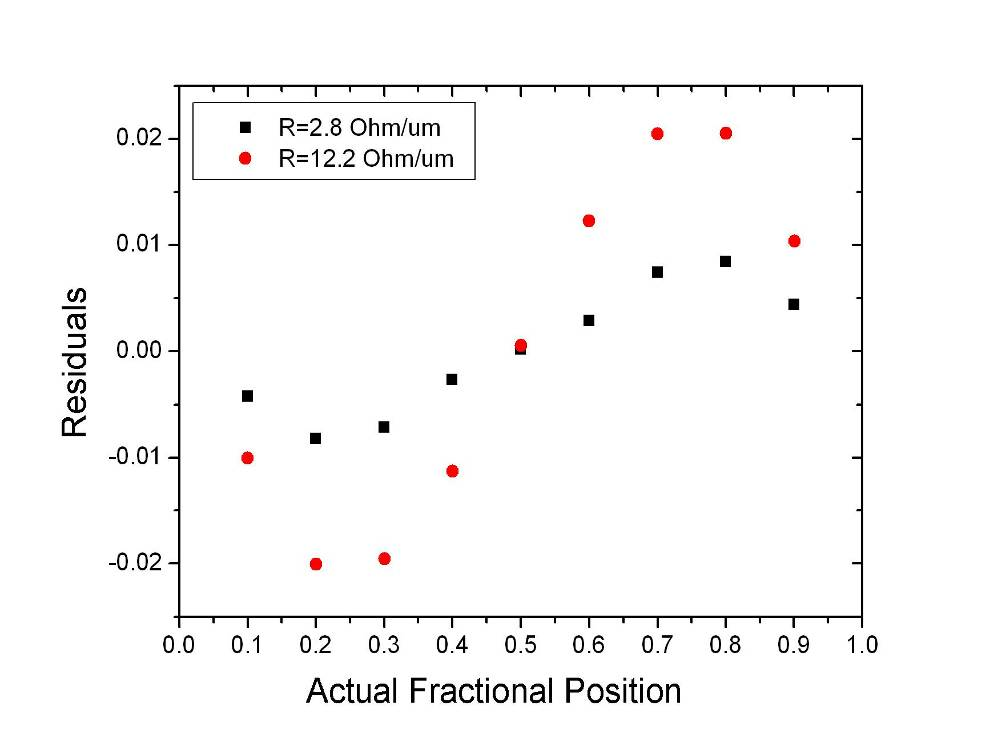 R=2.8 Ohm/um
R=12.2 Ohm/um
0.02
0.01
0.00
-0.01
-0.02
Residuals
0.0 0.1 0.2 0.3 0.4 0.5 0.6 0.7 0.8 0.9 1.0
Actual Fractional Position